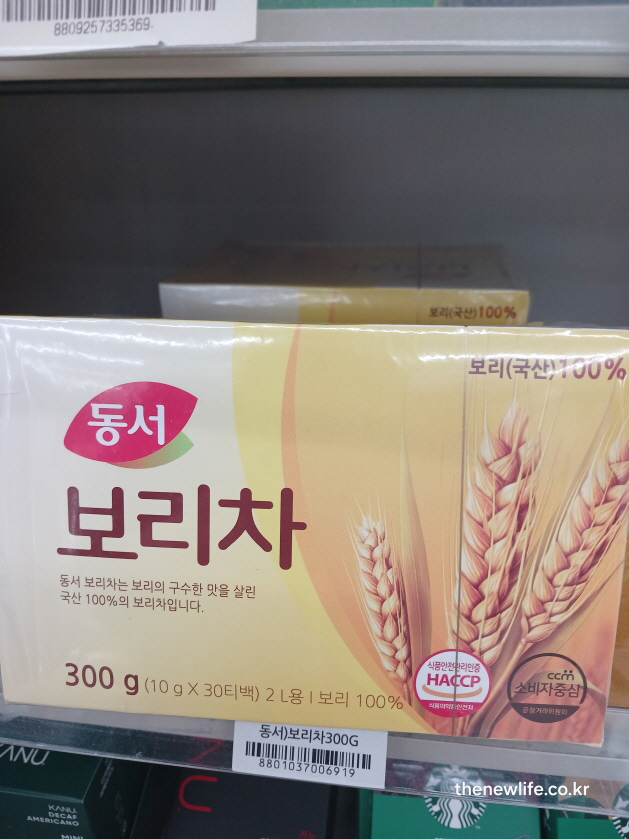 8809257335369
보리(국산)100%
보리(국산)100%
동서
보리차
동서 보리차는 보리의 구수한 맛을 살린
국산 100%의 보리차입니다.
300 g (10 g X 30티백) 2 L용 | 보리 100%
식품안전관리인증
HACCP
식품의약품안전처
ccm
소비자중심
공정거래위원회
동서)보리차300G
8801037006919
KANU
KANU
DECAF
AMERICANO
MINI
thenewlife.co.kr